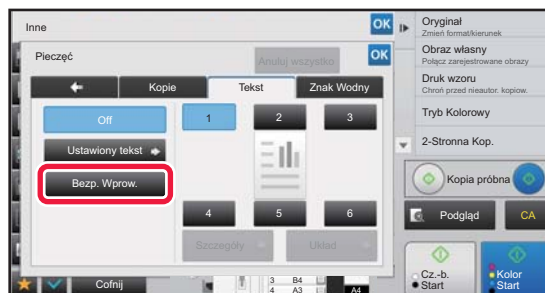 Inne
OK
Pieczęć
Anuluj wszystko
OK
Kopie
Tekst
Znak Wodny
Off
1
2
3
Ustawiony tekst
Bezp. Wprow.
4
5
6
Szczegóły
Układ
Cofnij
3 B4
4 A3
A4
Oryginał
Zmień format/kierunek
Obraz własny
Połącz zarejestrowane obrazy
Druk wzoru
Chroń przed nieautor. kopiow.
Tryb Kolorowy
2-Stronna Kop.
Kopia próbna
Podgląd
CA
Cz.-b.
Start
Kolor
Start